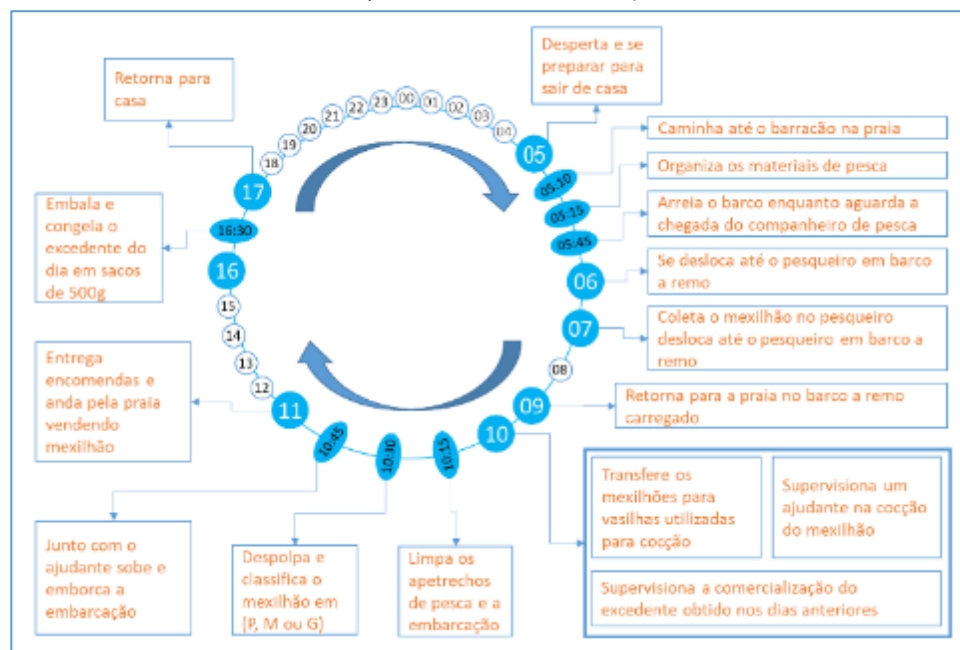 Desperta e se
preparar para
sair de casa
Retorna para
casa
00
01
02
03
04
05
05:10
05:15
05:45
06
07
08
09
10
10:15
10:30
10:45
11
12
13
14
15
16
16:30
17
18
19
20
21
22
23
Caminha até o barracão na praia
Organiza os materiais de pesca
Arreia o barco enquanto aguarda a
chegada do companheiro de pesca
Se desloca até o pesqueiro em barco
a remo
Coleta o mexilhão no pesqueiro
desloca até o pesqueiro em barco a
remo
Retorna para a praia no barco a remo
carregado
Transfere os
mexilhões para
vasilhas utilizadas
para cocção
Supervisiona um
ajudante na cocção
do mexilhão
Supervisiona a comercialização do
excedente obtido nos dias anteriores
Limpa os
apetrechos
de pesca e a
embarcação
Despolpa e
classifica o
mexilhão em
(P, M ou G)
Junto com o
ajudante sobe e
emborca a
embarcação
Entrega
encomendas e
anda pela praia
vendendo
mexilhão
Embala e
congela o
excedente do
dia em sacos
de 500g